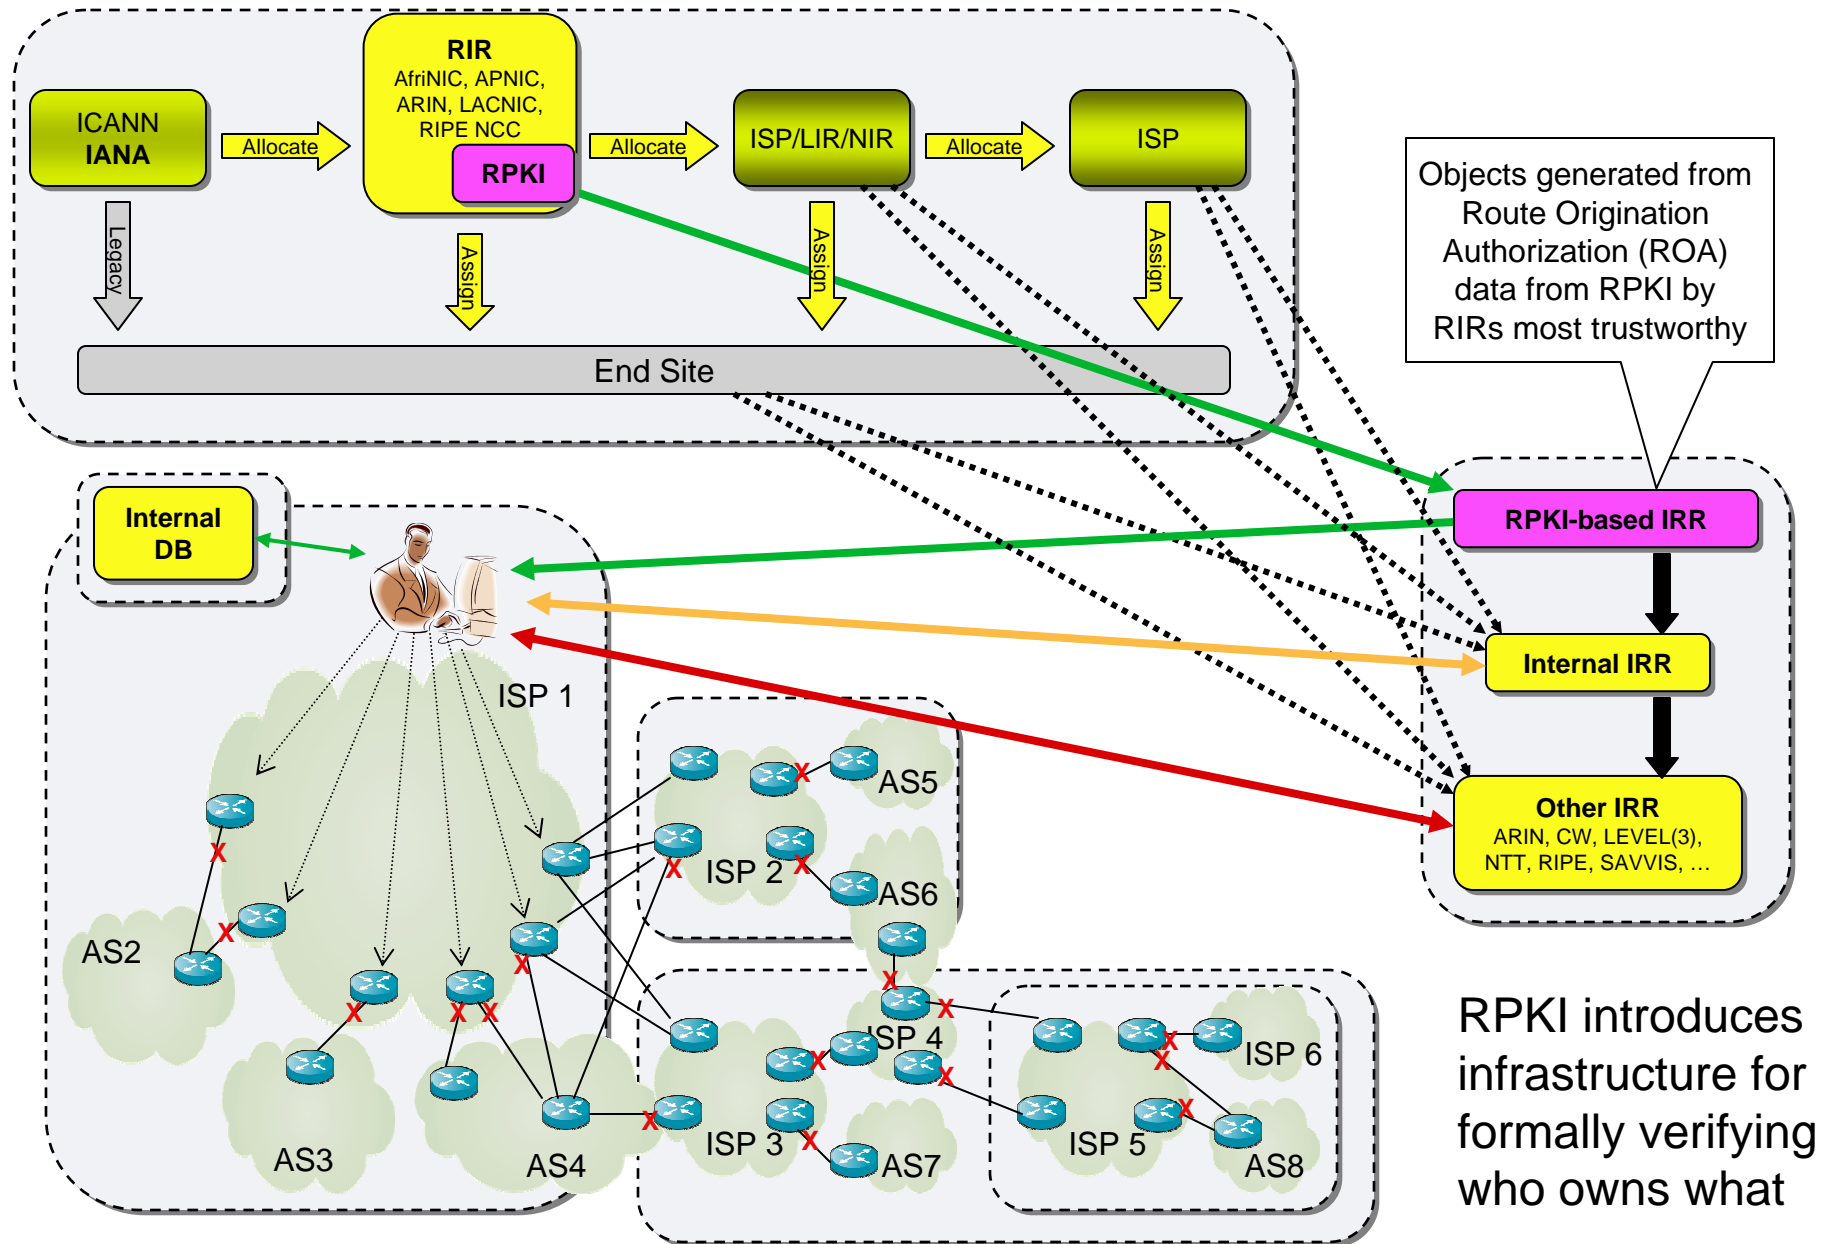 RIR
AfriNIC, APNIC,
ARIN, LACNIC,
RIPE NCC
RPKI
ICANN
IANA
Allocate
Allocate
ISP/LIR/NIR
Allocate
ISP
Legacy
Assign
Assign
Assign
End Site
Objects generated from
Route Origination
Authorization (ROA)
data from RPKI by
RIRs most trustworthy
Internal
DB
RPKI-based IRR
Internal IRR
Other IRR
ARIN, CW, LEVEL(3),
NTT, RIPE, SAVVIS, …
ISP 1
X
X
X
X
X
X
AS2
AS3
AS4
X
X
X
X
ISP 2
AS5
AS6
X
X
X
X
X
ISP 3
ISP 4
AS7
X
X
X
ISP 5
ISP 6
AS8
RPKI introduces
infrastructure for
formally verifying
who owns what